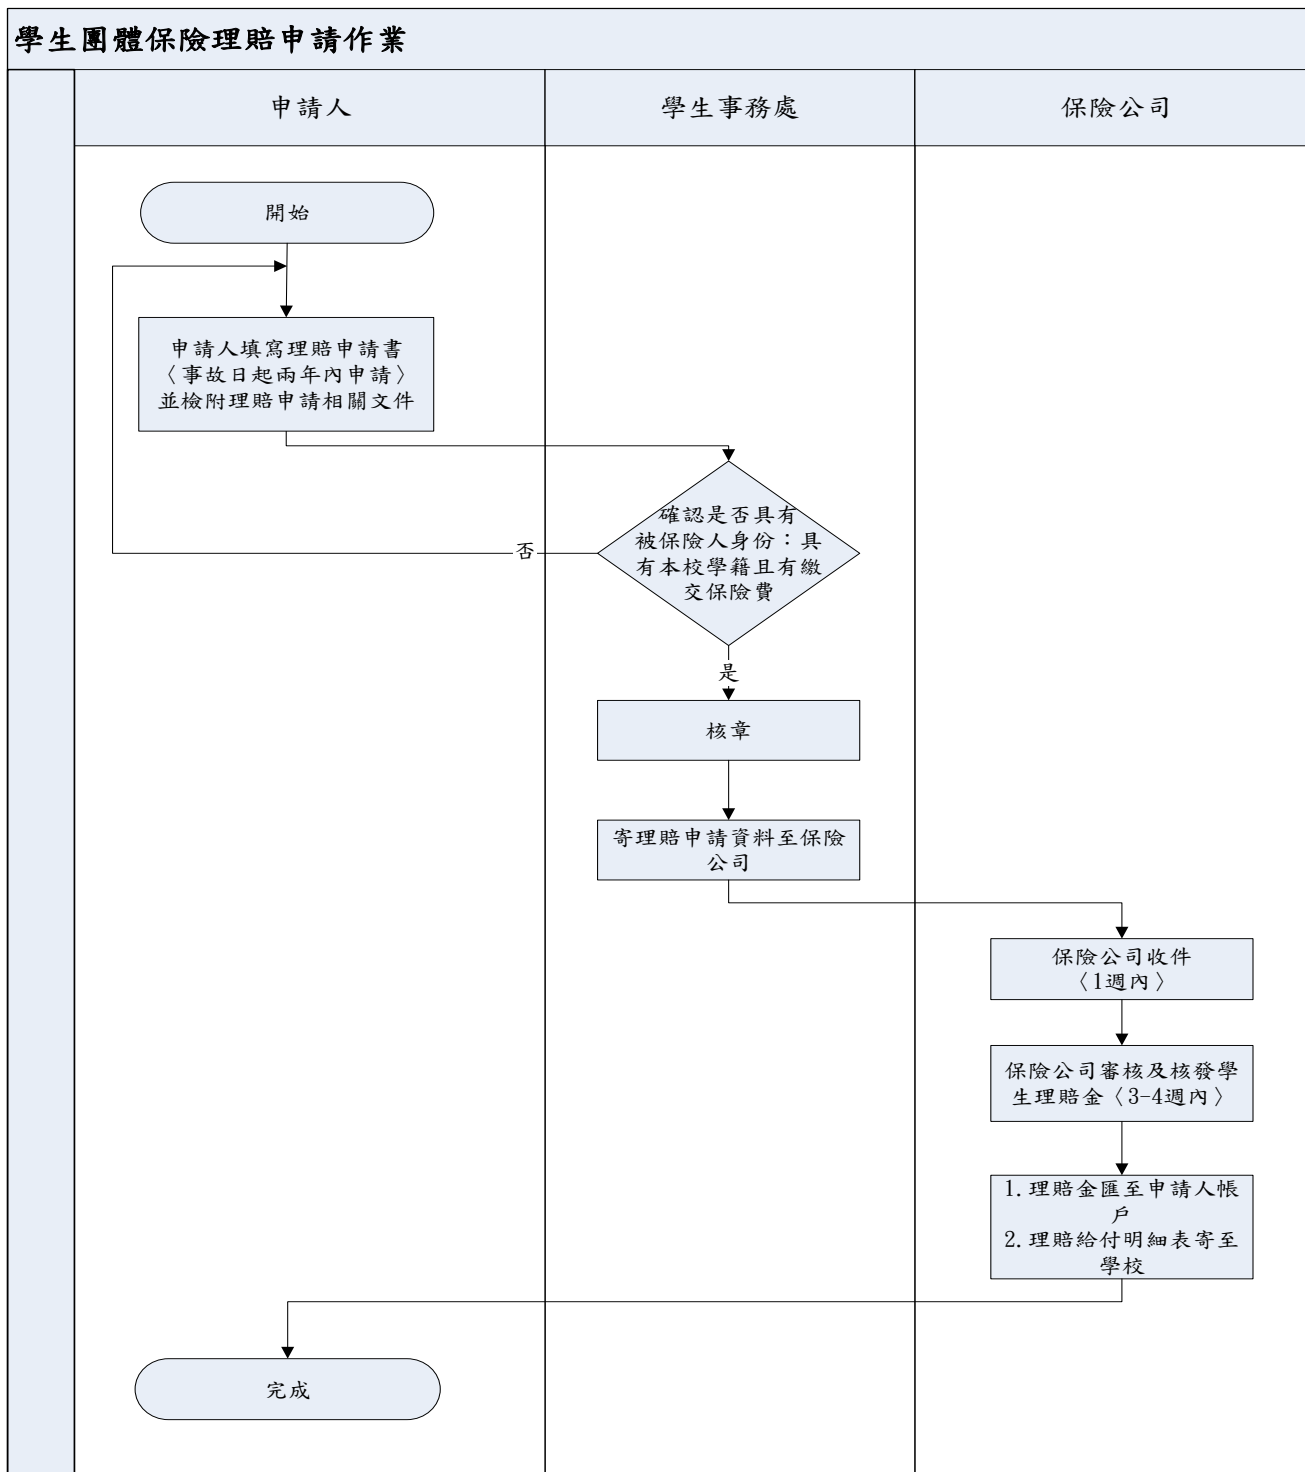 學生團體保險理賠申請作業
申請人
學生事務處
保險公司
開始
申請人填寫理賠申請書
〈事故日起兩年內申請〉
並檢附理賠申請相關文件
確認是否具有
被保險人身份：具
有本校學籍且有繳
交保險費
否
是
核章
寄理賠申請資料至保險
公司
保險公司收件
〈1週內〉
保險公司審核及核發學
生理賠金〈3-4週內〉
1.理賠金匯至申請人帳
戶
2.理賠給付明細表寄至
學校
完成